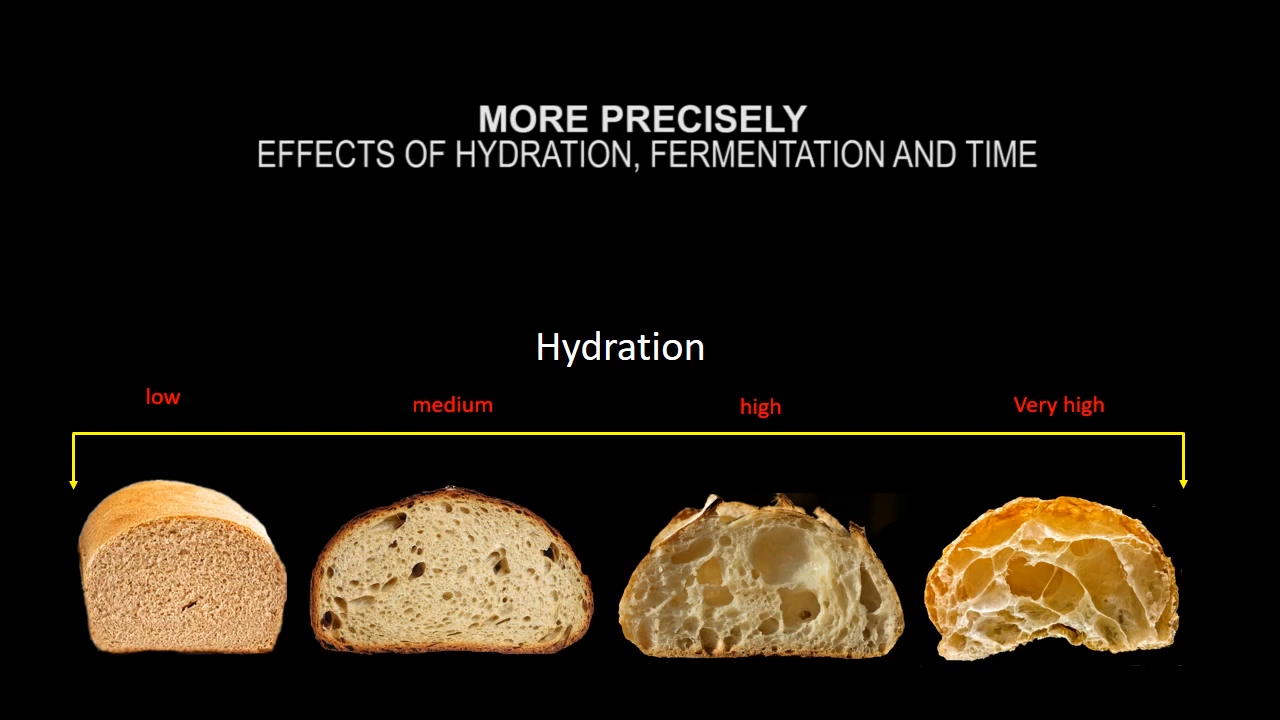 MORE PRECISELY
EFFECTS OF HYDRATION, FERMENTATION AND TIME
Hydration
low
medium
high
Very high